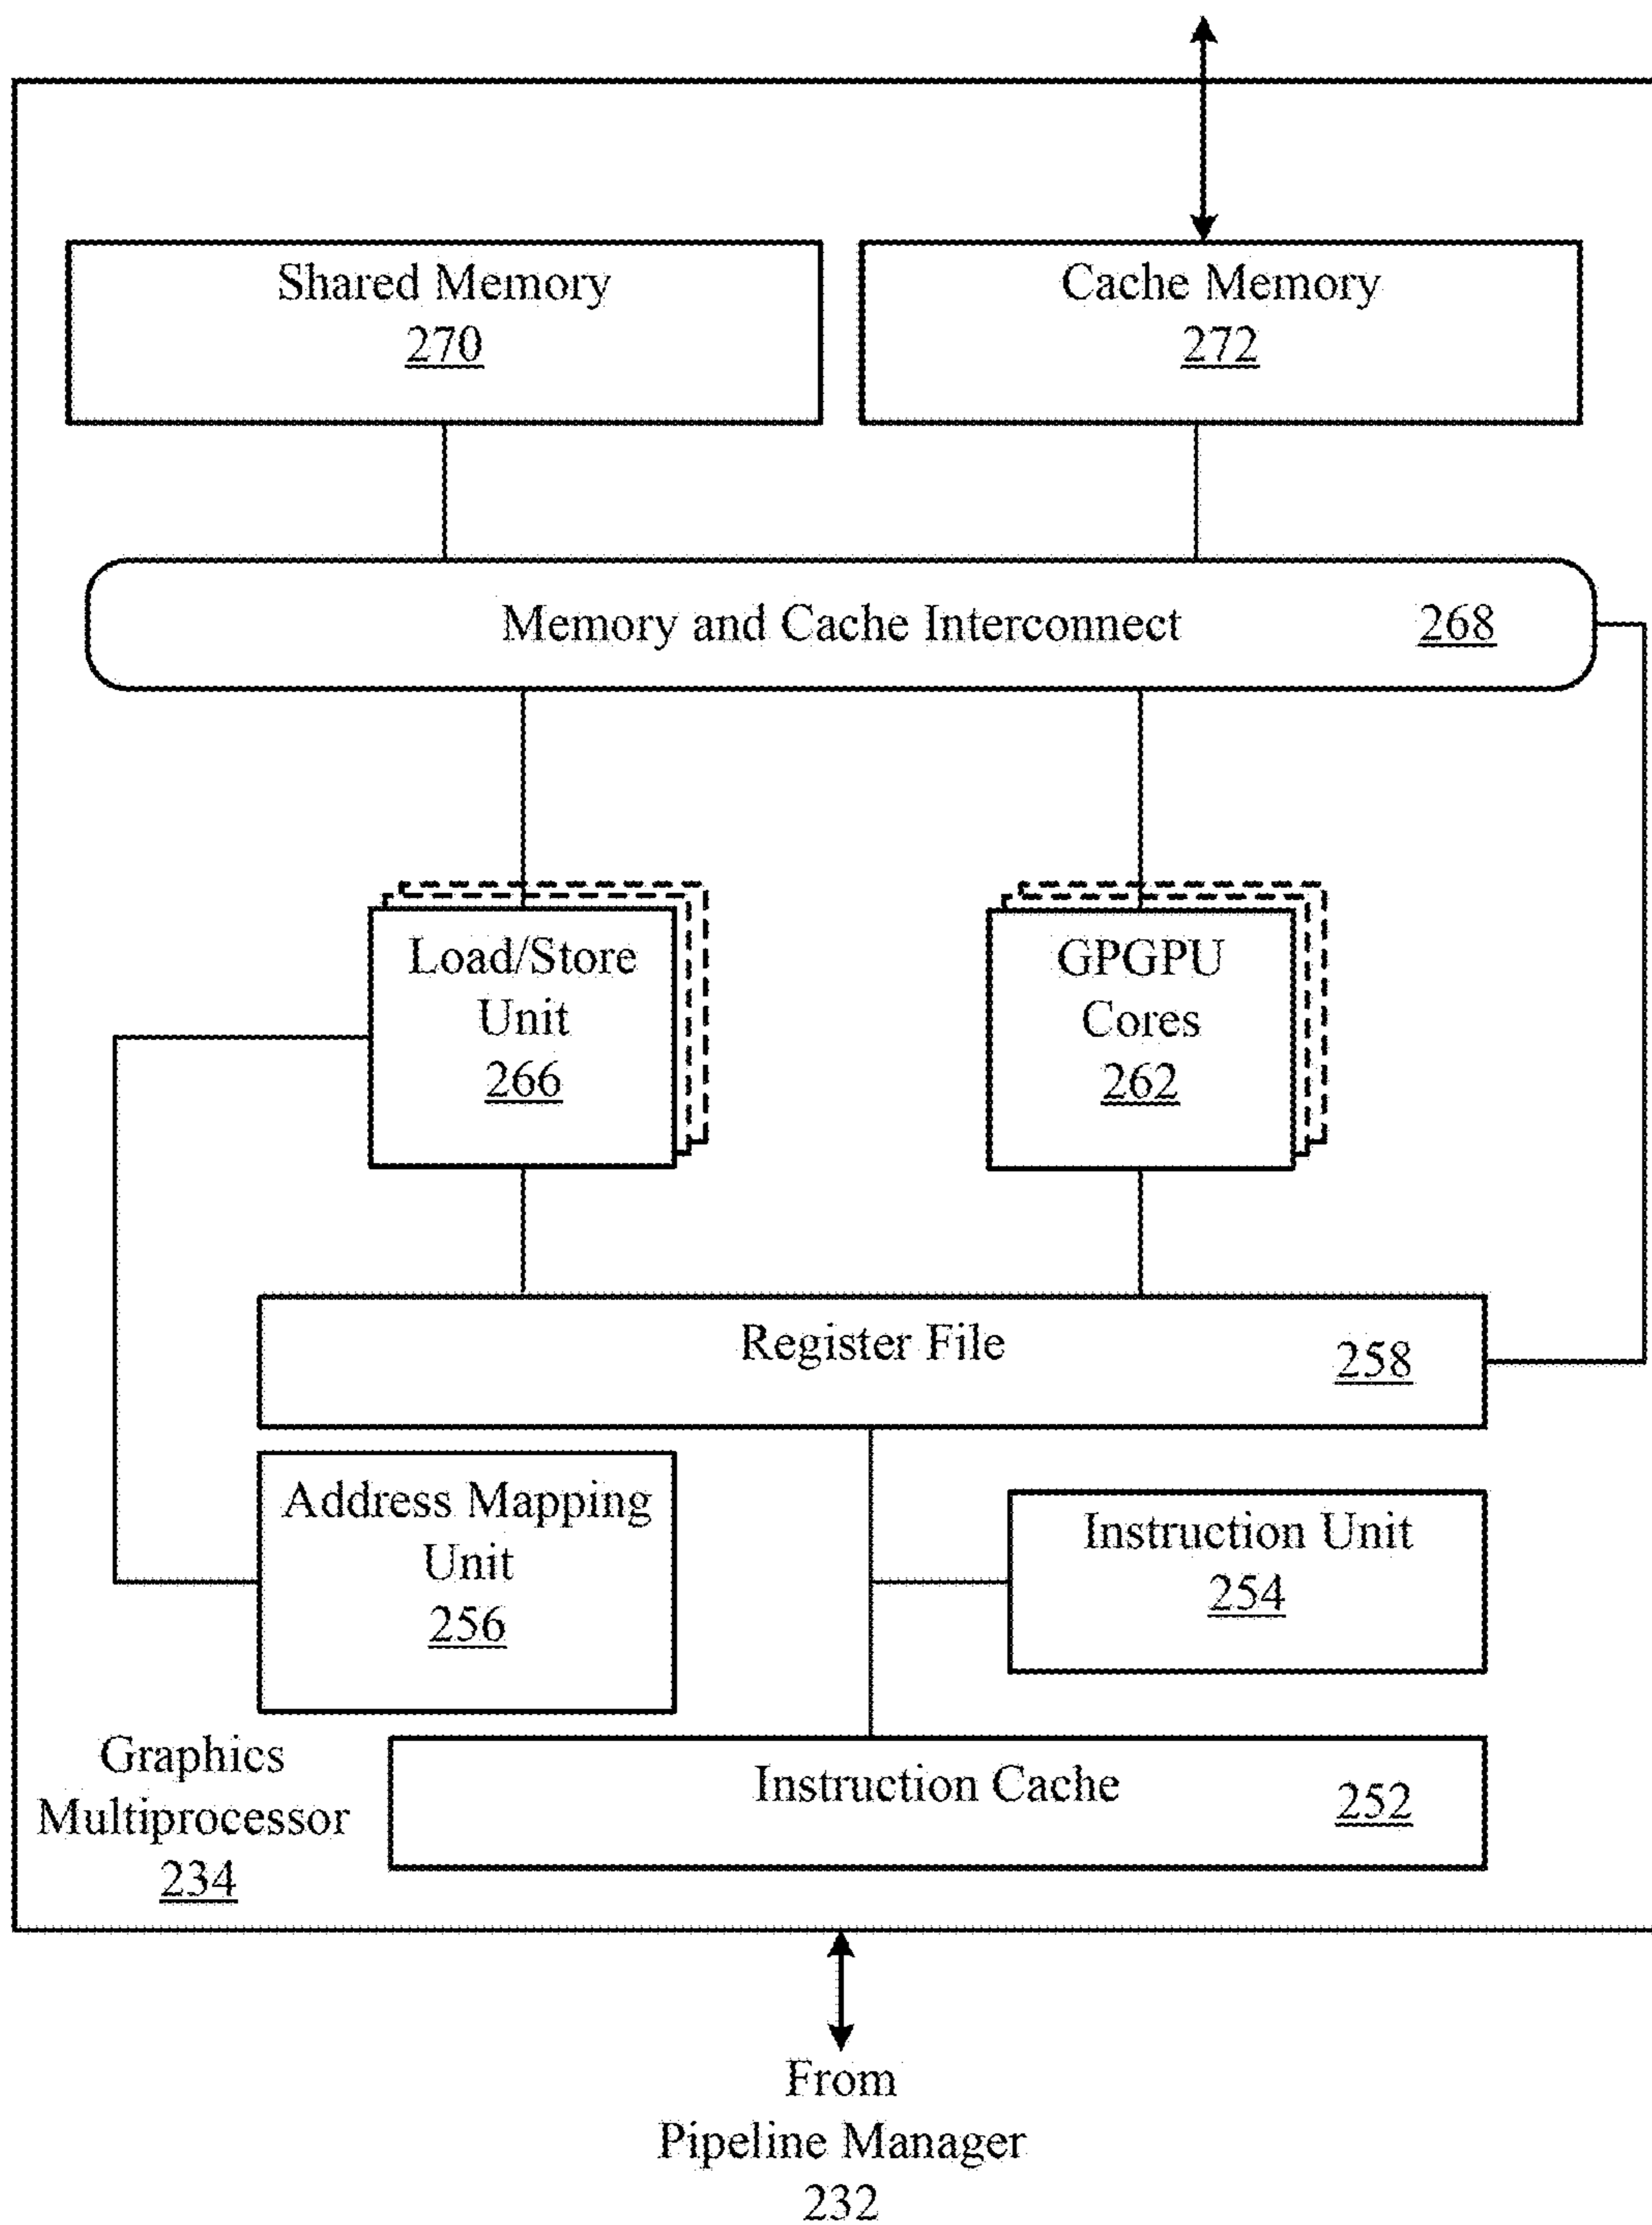 Shared Memory
270
Cache Memory
272
Memory and Cache Interconnect 268
Load/Store
Unit
266
GPGPU
Cores
262
Register File 258
Address Mapping
Unit
256
Instruction Unit
254
Graphics
Multiprocessor
234
Instruction Cache 252
From
Pipeline Manager
232